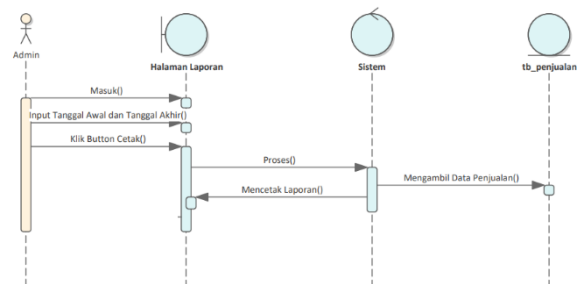 Admin
Halaman Laporan
Sistem
tb_penjualan
Masuk()
Input Tanggal Awal dan Tanggal Akhir()
Klik Button Cetak()
Proses()
Mengambil Data Penjualan()
Mencetak Laporan()